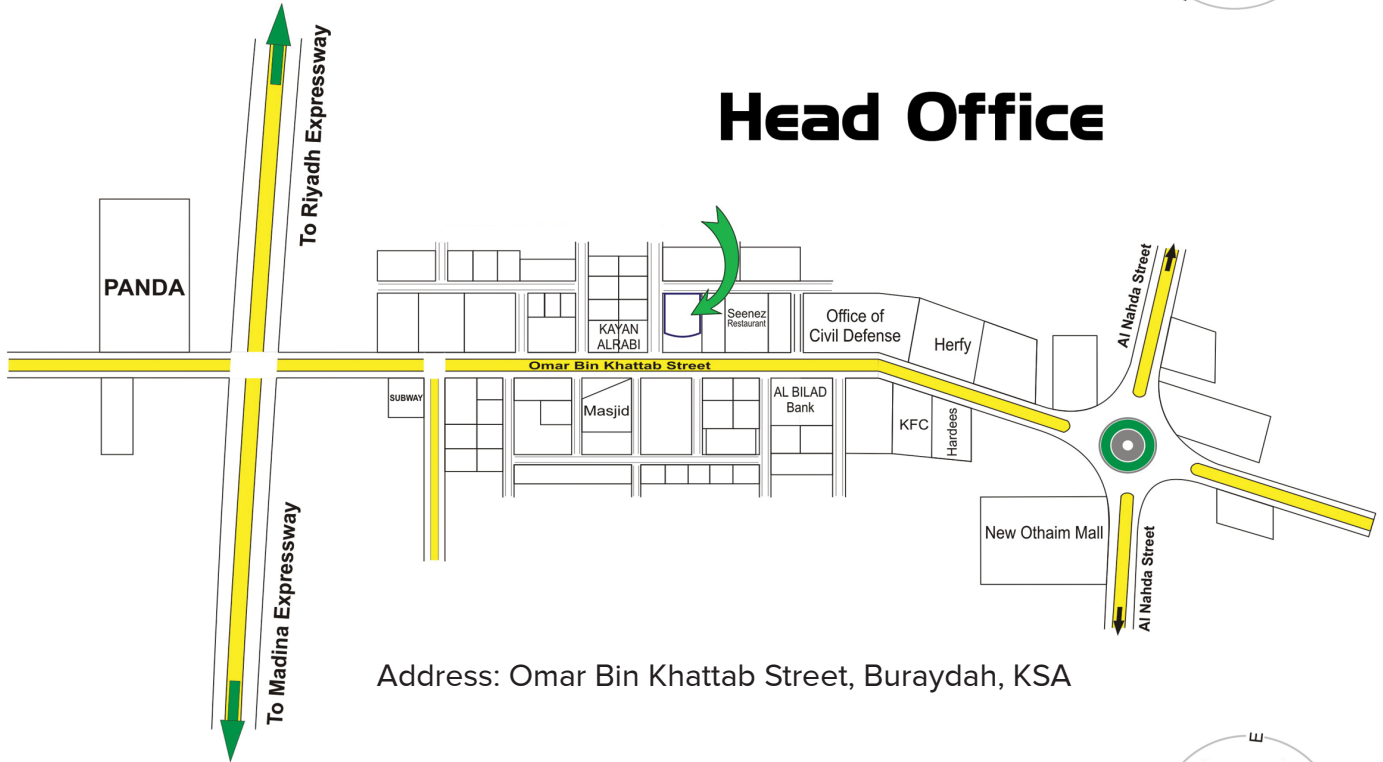 Head Office
To Riyadh Expressway
PANDA
Al Nahda Street
KAYAN
ALRABI
Seenez
Restaurant
Office of
Civil Defense
Herfy
Omar Bin Khattab Street
SUBWAY
Masjid
AL BILAD
Bank
KFC
Hardees
New Othaim Mall
Al Nahda Street
To Madina Expressway
Address: Omar Bin Khattab Street, Buraydah, KSA
E